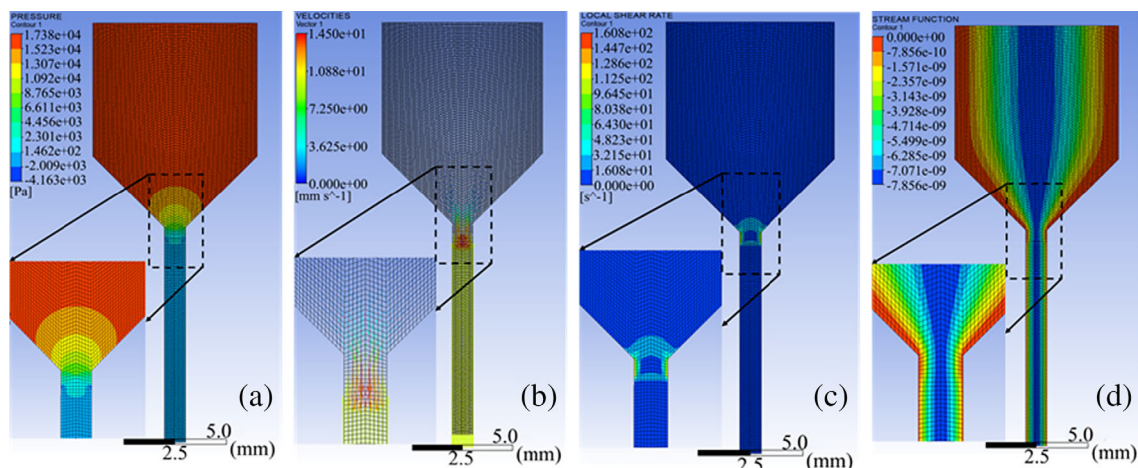 PRESSURE
Contour 1
1.738e+04
1.523e+04
1.307e+04
1.092e+04
8.765e+03
6.611e+03
4.456e+03
2.301e+03
1.462e+02
-2.009e+03
-4.163e+03
[Pa]
(a)
5.0
2.5
(mm)
VELOCITIES
Vector 1
1.450e+01
1.088e+01
7.250e+00
3.625e+00
0.000e+00
[mm s^-1]
(b)
5.0
2.5
(mm)
LOCAL SHEAR RATE
Contour 1
1.608e+02
1.447e+02
1.286e+02
1.125e+02
9.645e+01
8.038e+01
6.430e+01
4.823e+01
3.215e+01
1.608e+01
0.000e+00
[s^-1]
(c)
5.0
2.5
(mm)
STREAM FUNCTION
Contour 1
0.000e+00
-7.856e-10
-1.571e-09
-2.357e-09
-3.143e-09
-3.928e-09
-4.714e-09
-5.499e-09
-6.285e-09
-7.071e-09
-7.856e-09
(d)
5.0
2.5
(mm)